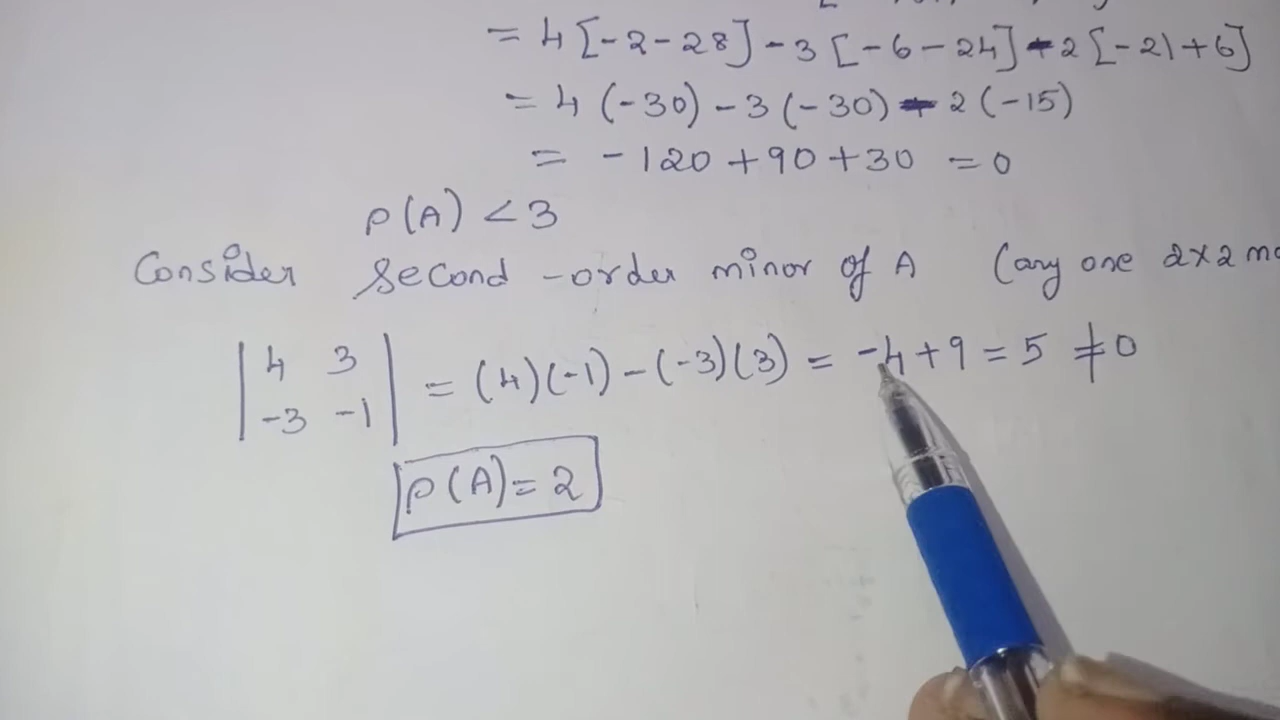 = 4 [-2-28] - 3 [-6-24] - 2 [-21+6]
= 4 (-30) - 3 (-30) - 2 (-15)
= -120 + 90 + 30 = 0
ρ(A) < 3
Consider Second-order minor of A (any one 2x2
| 4 3 | = (4)(-1) - (-3)(3) = -4 + 9 = 5 ≠ 0
| -3 -1 |
ρ(A) = 2